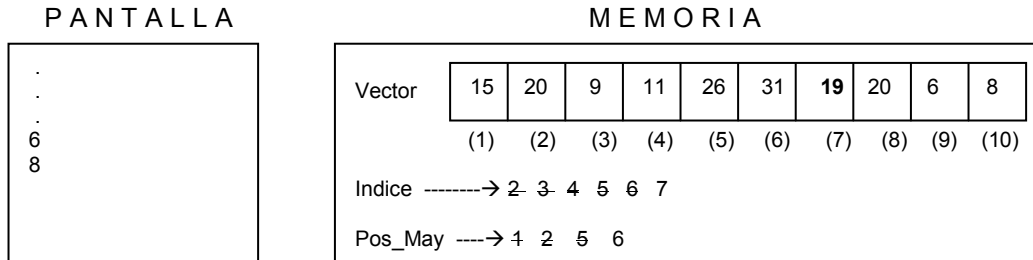 P A N T A L L A
M E M O R I A
.
.
.
6
8
Vector 15 20 9 11 26 31 19 20 6 8
(1) (2) (3) (4) (5) (6) (7) (8) (9) (10)
Indice --------→ 2 3 4 5 6 7
Pos_May ----→ 1 2 5 6